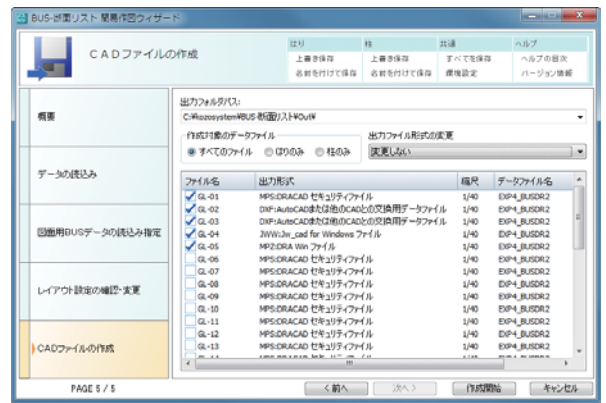 BUS-断面リスト 簡易作図ウィザード
CADファイルの作成
はり 柱 共通 ヘルプ
上書き保存 上書き保存 すべてを保存 ヘルプの目次
名前を付けて保存 名前を付けて保存 環境設定 バージョン情報
概要
データの読込み
図面用BUSデータの読込み指定
レイアウト設定の確認・変更
CADファイルの作成
出力フォルダパス:
C:¥kozosystem¥BUS-断面リスト¥Out¥
作成対象のデータファイル 出力ファイル形式の変更
すべてのファイル はりのみ 柱のみ 変更しない
ファイル名 出力形式 縮尺 データファイル名
GL-01 MPS:DRACAD セキュリティファイル 1/40 EXP4_BUSDR2
GL-02 DXF:AutoCADまたは他のCADとの交換用データファイル 1/40 EXP4_BUSDR2
GL-03 DXF:AutoCADまたは他のCADとの交換用データファイル 1/40 EXP4_BUSDR2
GL-04 JWW:Jw_cad for Windows ファイル 1/40 EXP4_BUSDR2
GL-05 MPZ:DRA Win ファイル 1/40 EXP4_BUSDR2
GL-06 MPS:DRACAD セキュリティファイル 1/40 EXP4_BUSDR2
GL-07 MPS:DRACAD セキュリティファイル 1/40 EXP4_BUSDR2
GL-08 MPS:DRACAD セキュリティファイル 1/40 EXP4_BUSDR2
GL-09 MPS:DRACAD セキュリティファイル 1/40 EXP4_BUSDR2
GL-10 MPS:DRACAD セキュリティファイル 1/40 EXP4_BUSDR2
GL-11 MPS:DRACAD セキュリティファイル 1/40 EXP4_BUSDR2
GL-12 MPS:DRACAD セキュリティファイル 1/40 EXP4_BUSDR2
GL-13 MPS:DRACAD セキュリティファイル 1/40 EXP4_BUSDR2
PAGE 5 / 5 < 前へ 次へ > 作成開始 キャンセル